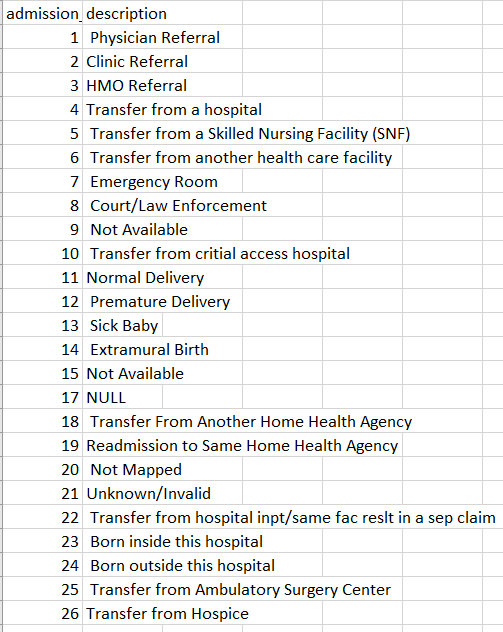 admission_ description
1 Physician Referral
2 Clinic Referral
3 HMO Referral
4 Transfer from a hospital
5 Transfer from a Skilled Nursing Facility (SNF)
6 Transfer from another health care facility
7 Emergency Room
8 Court/Law Enforcement
9 Not Available
10 Transfer from critial access hospital
11 Normal Delivery
12 Premature Delivery
13 Sick Baby
14 Extramural Birth
15 Not Available
17 NULL
18 Transfer From Another Home Health Agency
19 Readmission to Same Home Health Agency
20 Not Mapped
21 Unknown/Invalid
22 Transfer from hospital inpt/same fac reslt in a sep claim
23 Born inside this hospital
24 Born outside this hospital
25 Transfer from Ambulatory Surgery Center
26 Transfer from Hospice